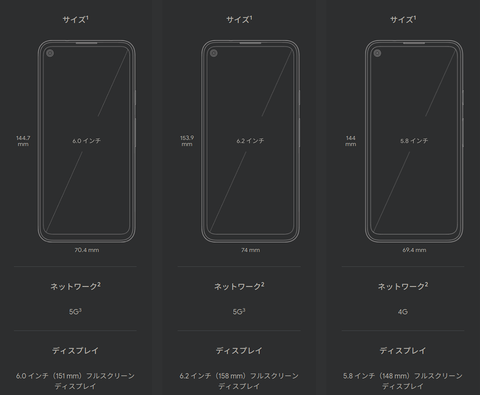 サイズ¹
144.7
mm
6.0 インチ
70.4 mm
ネットワーク²
5G³
ディスプレイ
6.0 インチ（151 mm）フルスクリーン
ディスプレイ
サイズ¹
153.9
mm
6.2 インチ
74 mm
ネットワーク²
5G³
ディスプレイ
6.2 インチ（158 mm）フルスクリーン
ディスプレイ
サイズ¹
144
mm
5.8 インチ
69.4 mm
ネットワーク²
4G
ディスプレイ
5.8 インチ（148 mm）フルスクリーン
ディスプレイ